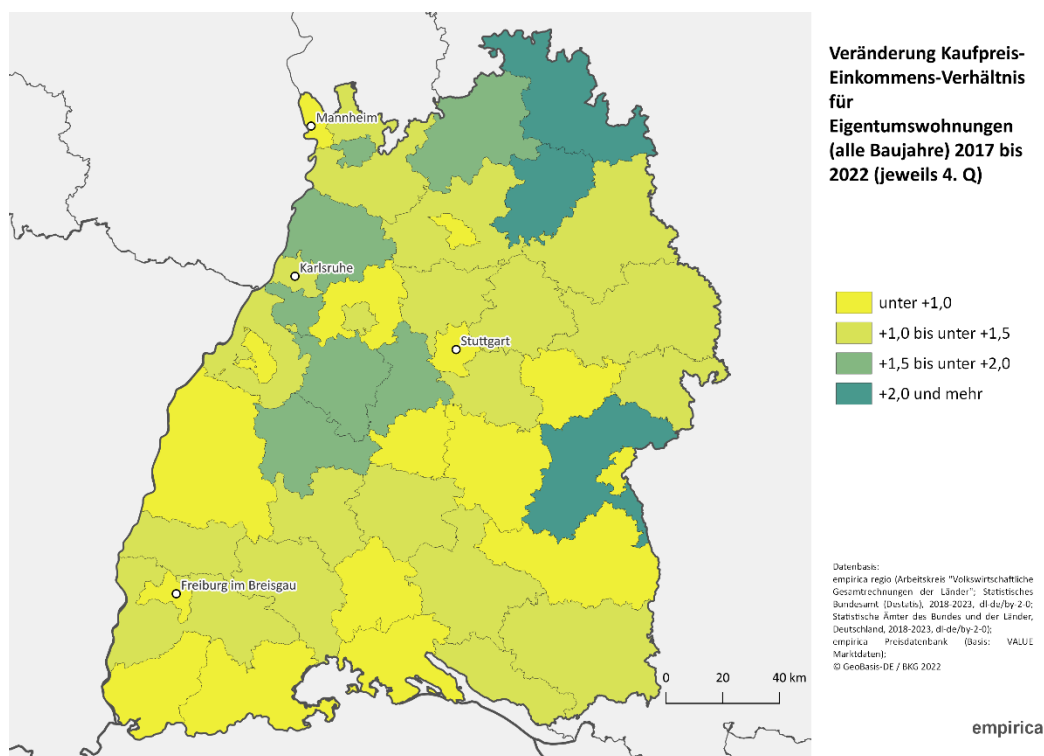 Veränderung Kaufpreis-
Einkommens-Verhältnis
für
Eigentumswohnungen
(alle Baujahre) 2017 bis
2022 (jeweils 4. Q)
Mannheim
Karlsruhe
Stuttgart
Freiburg im Breisgau
unter +1,0
+1,0 bis unter +1,5
+1,5 bis unter +2,0
+2,0 und mehr
Datenbasis:
empirica regio (Arbeitskreis "Volkswirtschaftliche
Gesamtrechnungen der Länder"; Statistisches
Bundesamt (Destatis), 2018-2023, dl-de/by-2-0;
Statistische Ämter des Bundes und der Länder,
Deutschland, 2018-2023, dl-de/by-2-0);
empirica Preisdatenbank (Basis: VALUE
Marktdaten);
© GeoBasis-DE / BKG 2022
0 20 40 km
empirica